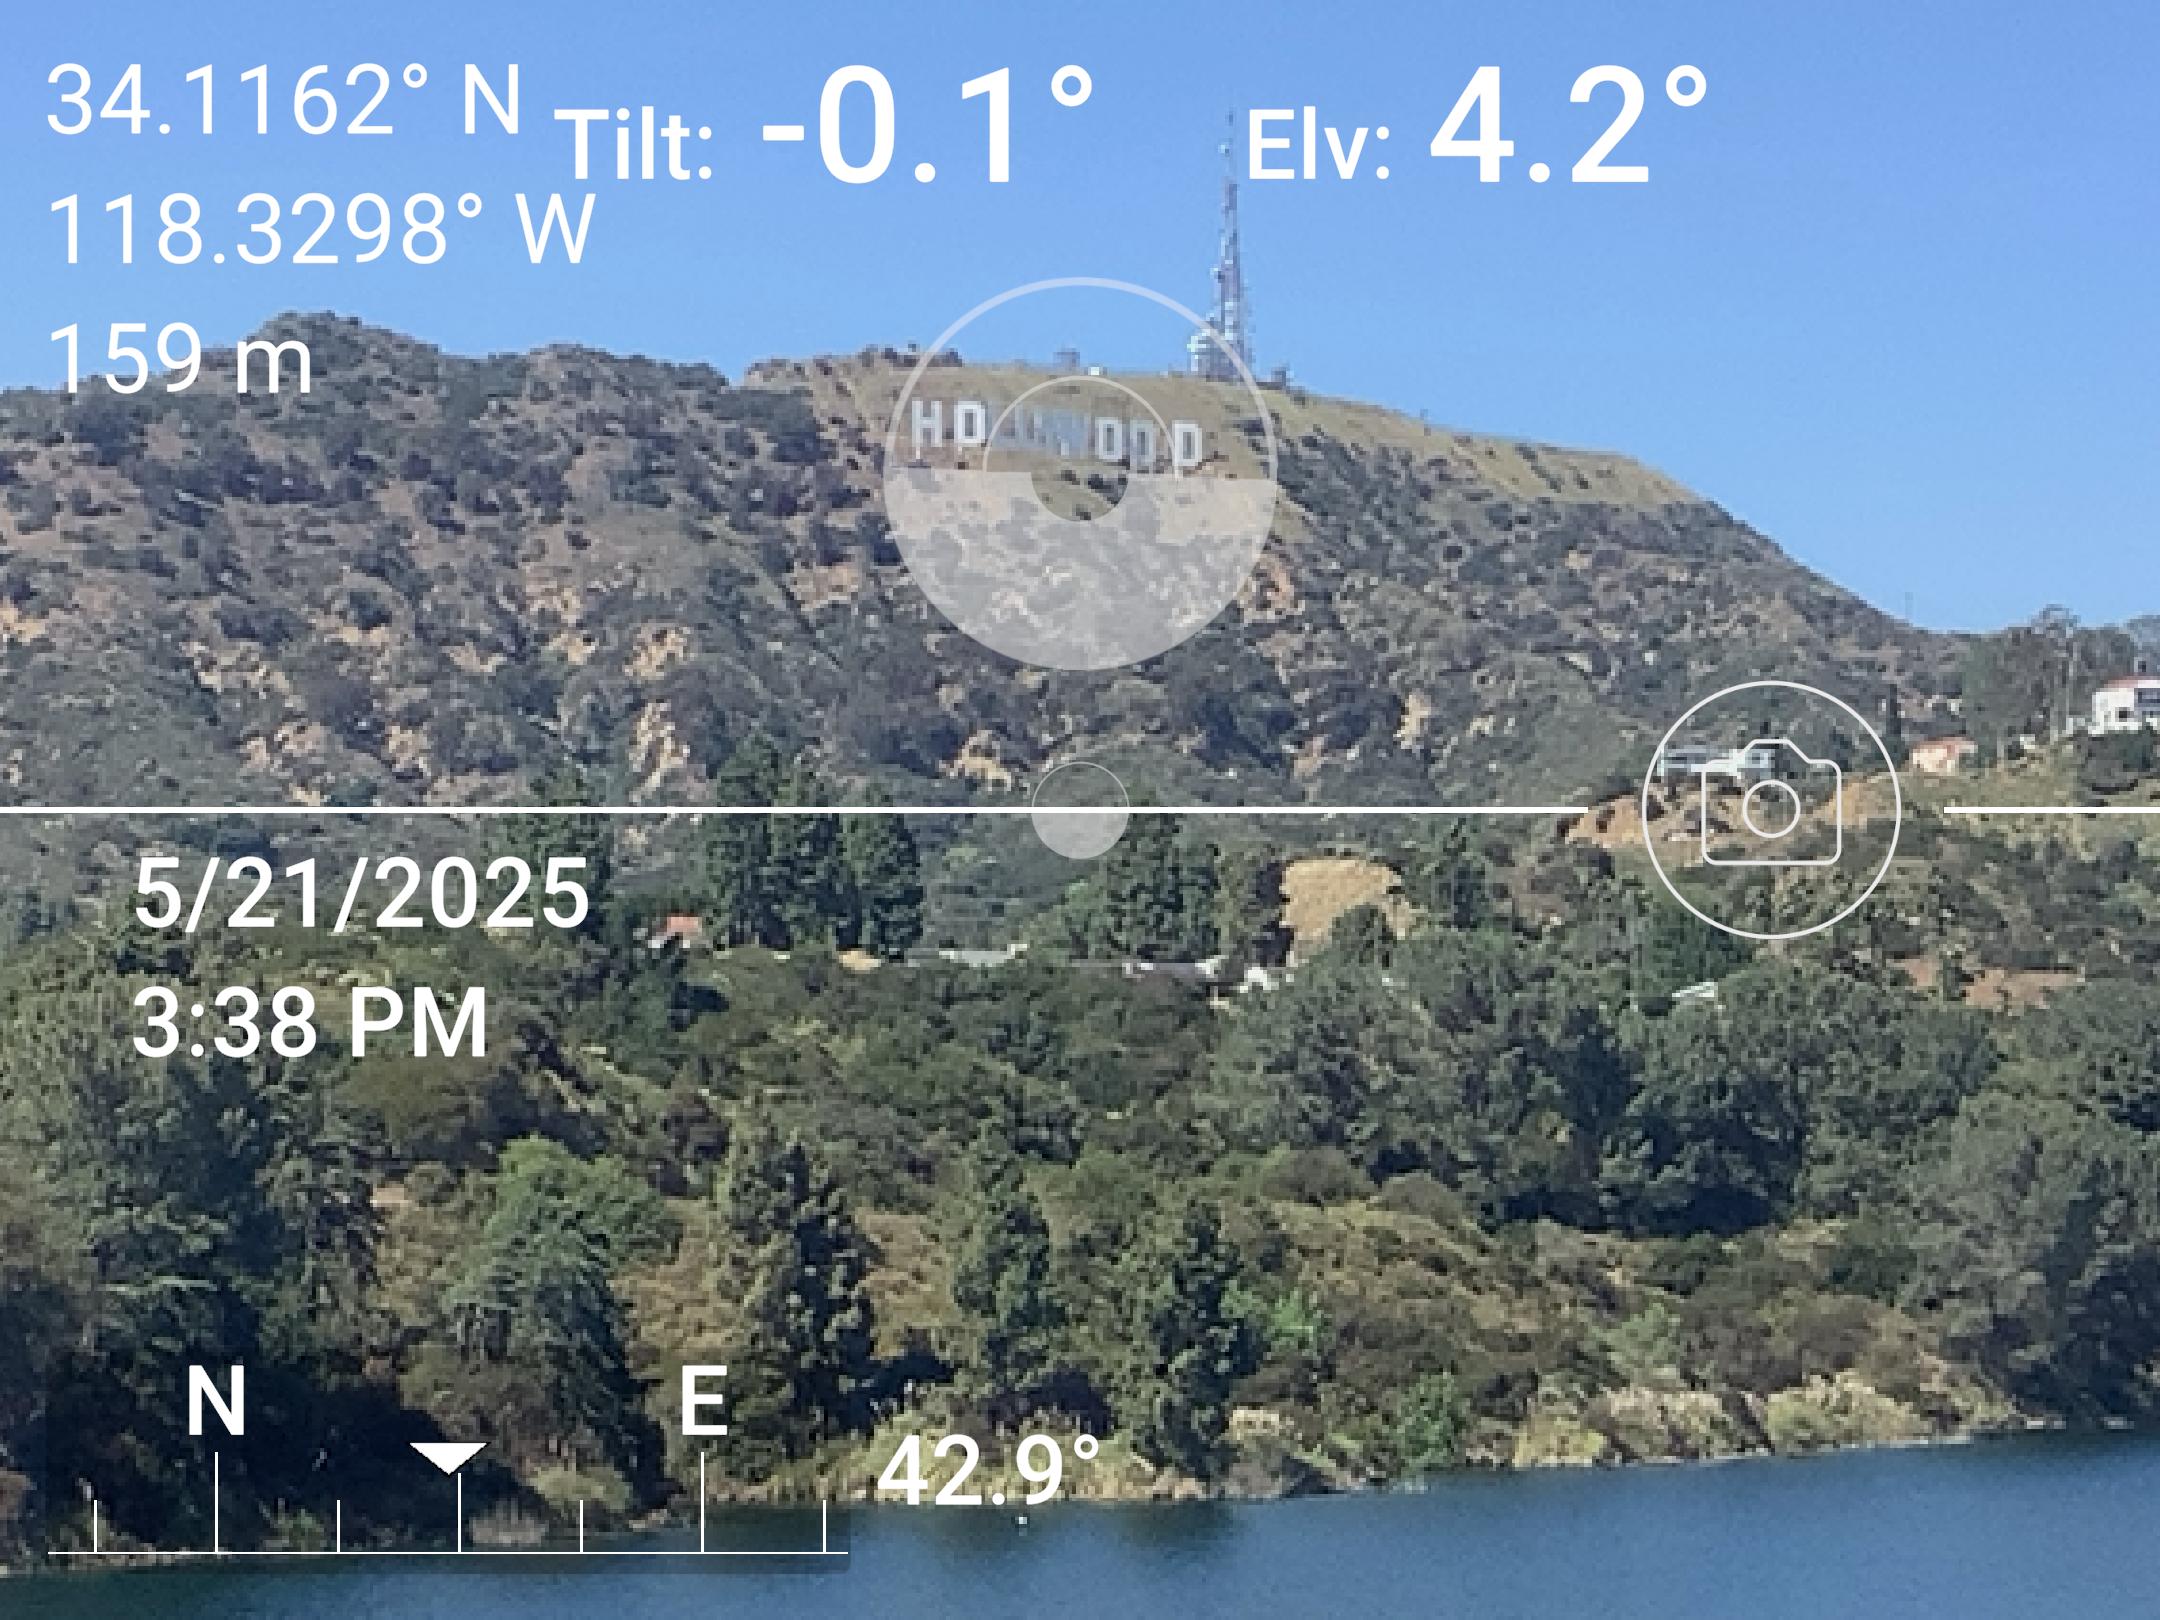 34.1162° N
Tilt: -0.1° Elv: 4.2°
118.3298° W
159 m
HOLLYWOOD
5/21/2025
3:38 PM
N E
42.9°